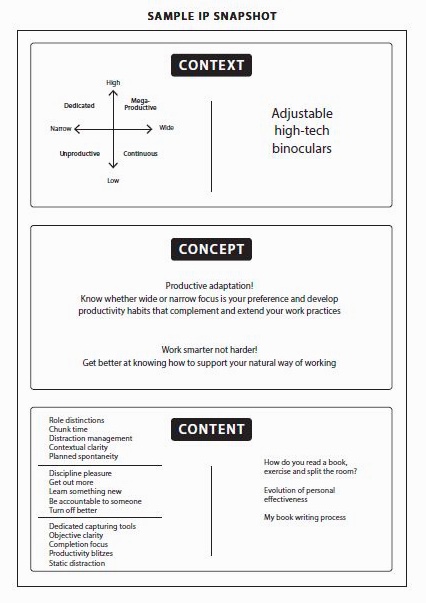 SAMPLE IP SNAPSHOT
CONTEXT
High
Dedicated
Mega-
Productive
Narrow
Wide
Unproductive
Continuous
Low
Adjustable
high-tech
binoculars
CONCEPT
Productive adaptation!
Know whether wide or narrow focus is your preference and develop
productivity habits that complement and extend your work practices
Work smarter not harder!
Get better at knowing how to support your natural way of working
CONTENT
Role distinctions
Chunk time
Distraction management
Contextual clarity
Planned spontaneity
Discipline pleasure
Get out more
Learn something new
Be accountable to someone
Turn off better
Dedicated capturing tools
Objective clarity
Completion focus
Productivity blitzes
Static distraction
How do you read a book,
exercise and split the room?
Evolution of personal
effectiveness
My book writing process